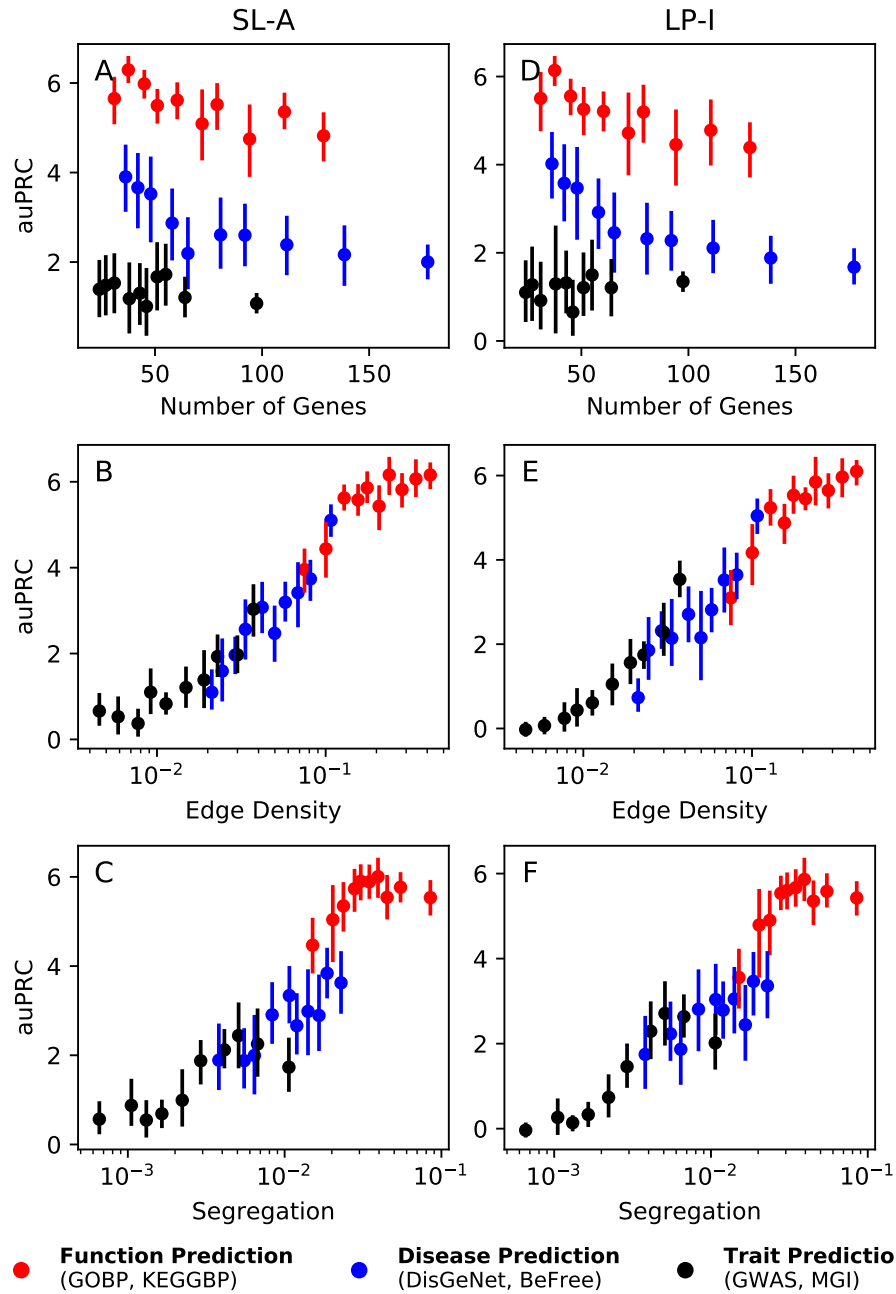 SL-A
LP-I
A
D
auPRC
6
4
2
6
4
2
0
50
100
150
50
100
150
Number of Genes
Number of Genes
B
E
auPRC
6
4
2
0
6
4
2
0
10⁻²
10⁻¹
10⁻²
10⁻¹
Edge Density
Edge Density
C
F
auPRC
6
4
2
0
6
4
2
0
10⁻³
10⁻²
10⁻¹
10⁻³
10⁻²
10⁻¹
Segregation
Segregation
Function Prediction
(GOBP, KEGGBP)
Disease Prediction
(DisGeNet, BeFree)
Trait Predictio
(GWAS, MGI)